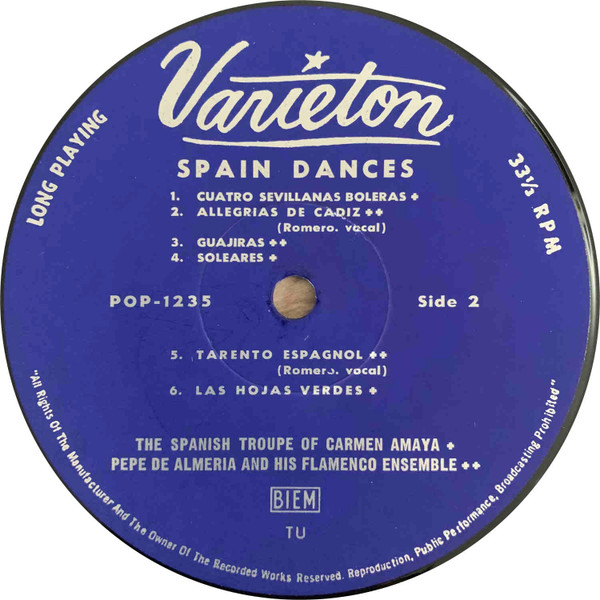 Varieton
SPAIN DANCES
LONG PLAYING
33⅓ RPM
1. CUATRO SEVILLANAS BOLERAS +
2. ALLEGRIAS DE CADIZ ++
(Romero. vocal)
3. GUAJIRAS ++
4. SOLEARES +
POP-1235
Side 2
5. TARENTO ESPAGNOL ++
(Romero. vocal)
6. LAS HOJAS VERDES +
THE SPANISH TROUPE OF CARMEN AMAYA +
PEPE DE ALMERIA AND HIS FLAMENCO ENSEMBLE ++
BIEM
TU
"All Rights Of The Manufacturer And The Owner Of The Recorded Works Reserved. Reproduction, Public Performance, Broadcasting Prohibited"